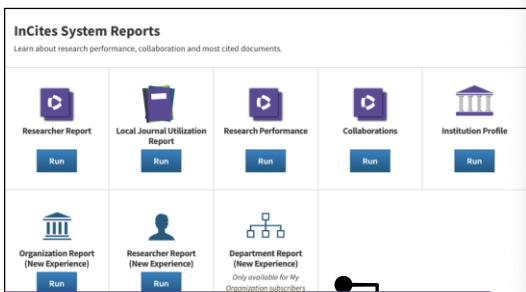 InCites System Reports
Learn about research performance, collaboration and most cited documents.
Researcher Report
Run
Local Journal Utilization
Report
Run
Research Performance
Run
Collaborations
Run
Institution Profile
Run
Organization Report
(New Experience)
Run
Researcher Report
(New Experience)
Run
Department Report
(New Experience)
Only available for My
Organization subscribers